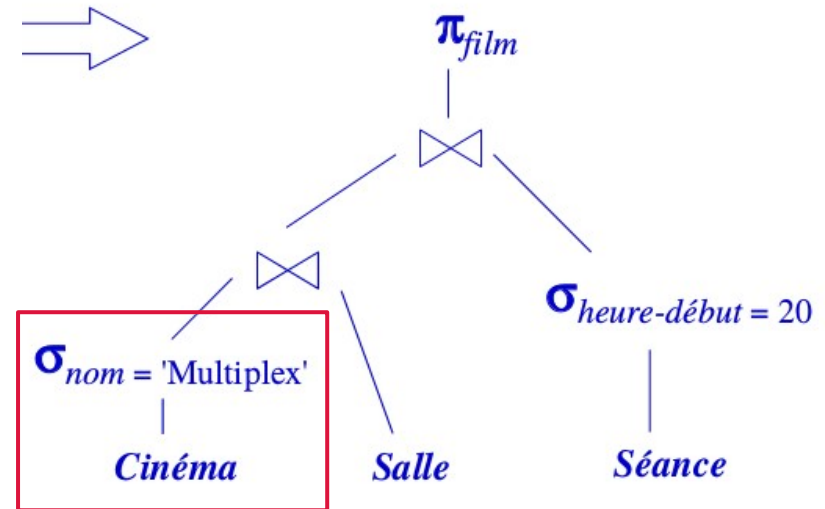 π film
⋈
⋈
σ heure-début = 20
σ nom = 'Multiplex'
Cinéma
Salle
Séance